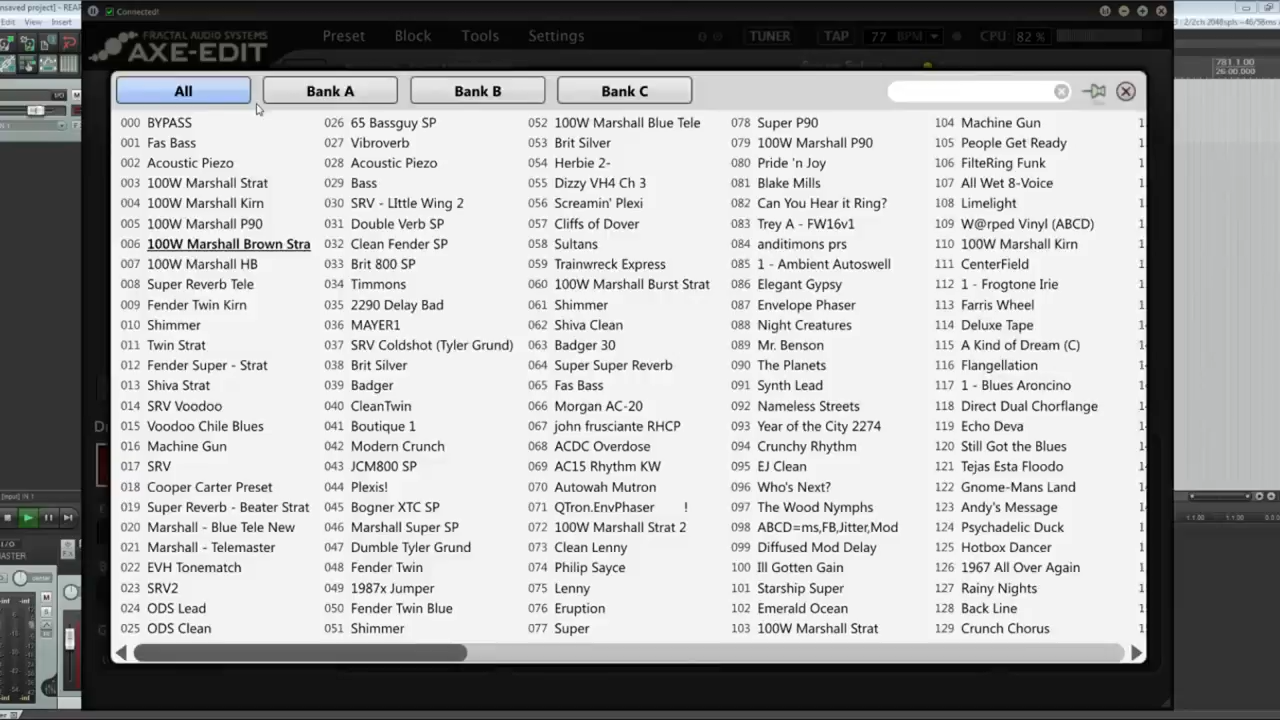 nsaved project] - REAP
Edit View Insert
Connected!
FRACTAL AUDIO SYSTEMS
AXE-EDIT
Preset Block Tools Settings
TUNER TAP 77 BPM CPU: 82 %
2/2ch 2048spls ~46/56ms
781.1.00
26:00.000
All Bank A Bank B Bank C
000 BYPASS
001 Fas Bass
002 Acoustic Piezo
003 100W Marshall Strat
004 100W Marshall Kirn
005 100W Marshall P90
006 100W Marshall Brown Stra
007 100W Marshall HB
008 Super Reverb Tele
009 Fender Twin Kirn
010 Shimmer
011 Twin Strat
012 Fender Super - Strat
013 Shiva Strat
014 SRV Voodoo
015 Voodoo Chile Blues
016 Machine Gun
017 SRV
018 Cooper Carter Preset
019 Super Reverb - Beater Strat
020 Marshall - Blue Tele New
021 Marshall - Telemaster
022 EVH Tonematch
023 SRV2
024 ODS Lead
025 ODS Clean
026 65 Bassguy SP
027 Vibroverb
028 Acoustic Piezo
029 Bass
030 SRV - LIttle Wing 2
031 Double Verb SP
032 Clean Fender SP
033 Brit 800 SP
034 Timmons
035 2290 Delay Bad
036 MAYER1
037 SRV Coldshot (Tyler Grund)
038 Brit Silver
039 Badger
040 CleanTwin
041 Boutique 1
042 Modern Crunch
043 JCM800 SP
044 Plexis!
045 Bogner XTC SP
046 Marshall Super SP
047 Dumble Tyler Grund
048 Fender Twin
049 1987x Jumper
050 Fender Twin Blue
051 Shimmer
052 100W Marshall Blue Tele
053 Brit Silver
054 Herbie 2-
055 Dizzy VH4 Ch 3
056 Screamin' Plexi
057 Cliffs of Dover
058 Sultans
059 Trainwreck Express
060 100W Marshall Burst Strat
061 Shimmer
062 Shiva Clean
063 Badger 30
064 Super Super Reverb
065 Fas Bass
066 Morgan AC-20
067 john frusciante RHCP
068 ACDC Overdose
069 AC15 Rhythm KW
070 Autowah Mutron
071 QTron.EnvPhaser !
072 100W Marshall Strat 2
073 Clean Lenny
074 Philip Sayce
075 Lenny
076 Eruption
077 Super
078 Super P90
079 100W Marshall P90
080 Pride 'n Joy
081 Blake Mills
082 Can You Hear it Ring?
083 Trey A - FW16v1
084 anditimons prs
085 1 - Ambient Autoswell
086 Elegant Gypsy
087 Envelope Phaser
088 Night Creatures
089 Mr. Benson
090 The Planets
091 Synth Lead
092 Nameless Streets
093 Year of the City 2274
094 Crunchy Rhythm
095 EJ Clean
096 Who's Next?
097 The Wood Nymphs
098 ABCD=ms,FB,Jitter,Mod
099 Diffused Mod Delay
100 Ill Gotten Gain
101 Starship Super
102 Emerald Ocean
103 100W Marshall Strat
104 Machine Gun
105 People Get Ready
106 FilteRing Funk
107 All Wet 8-Voice
108 Limelight
109 W@rped Vinyl (ABCD)
110 100W Marshall Kirn
111 CenterField
112 1 - Frogtone Irie
113 Farris Wheel
114 Deluxe Tape
115 A Kind of Dream (C)
116 Flangellation
117 1 - Blues Aroncino
118 Direct Dual Chorflange
119 Echo Deva
120 Still Got the Blues
121 Tejas Esta Floodo
122 Gnome-Mans Land
123 Andy's Message
124 Psychadelic Duck
125 Hotbox Dancer
126 1967 All Over Again
127 Rainy Nights
128 Back Line
129 Crunch Chorus